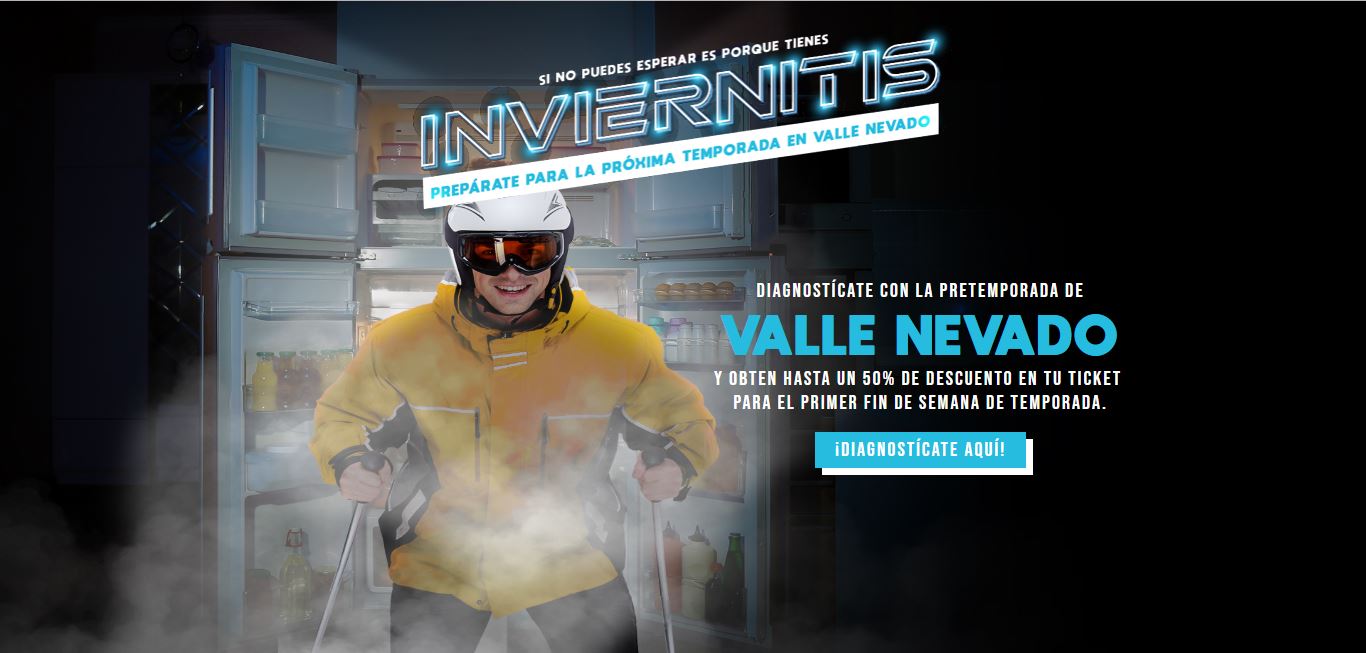 SI NO PUEDES ESPERAR ES PORQUE TIENES
INVIERNITIS
PREPÁRATE PARA LA PRÓXIMA TEMPORADA EN VALLE NEVADO
DIAGNOSTÍCATE CON LA PRETEMPORADA DE
VALLE NEVADO
Y OBTEN HASTA UN 50% DE DESCUENTO EN TU TICKET
PARA EL PRIMER FIN DE SEMANA DE TEMPORADA.
¡DIAGNOSTÍCATE AQUÍ!